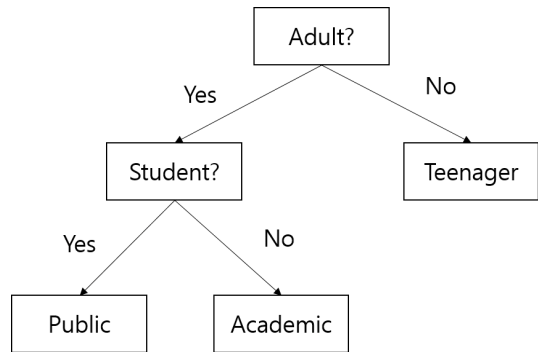 Adult?
Yes
No
Student?
Teenager
Yes
No
Public
Academic